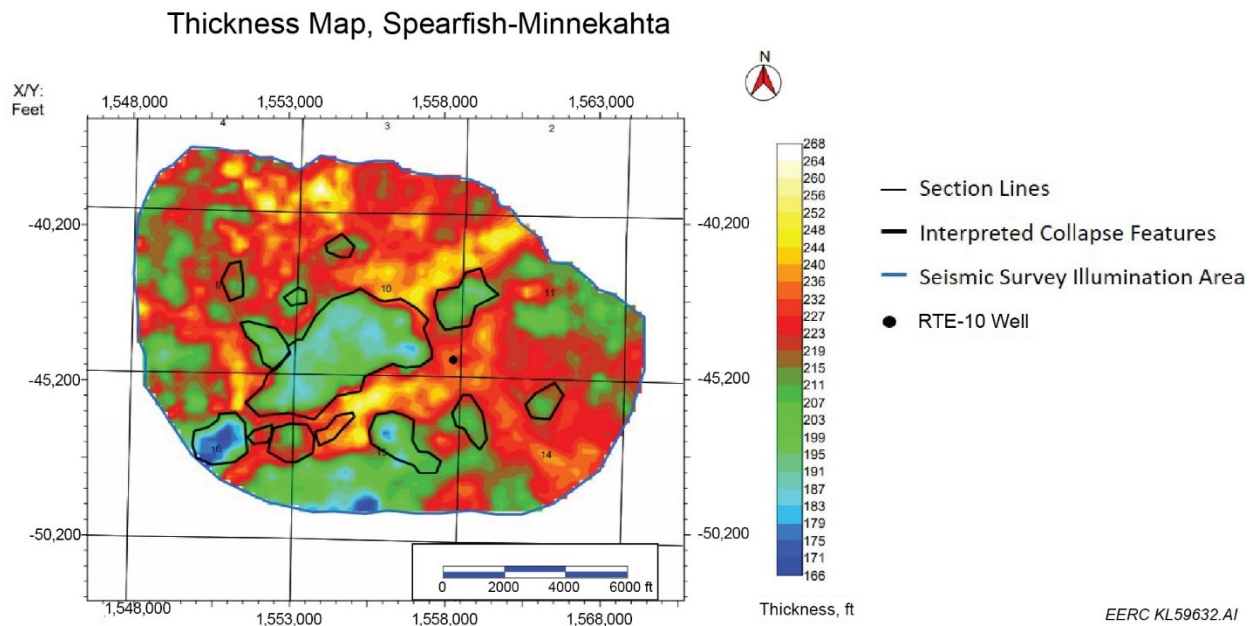 Thickness Map, Spearfish-Minnekahta
N
X/Y:
Feet
1,548,000 1,553,000 1,558,000 1,563,000
4 3 2
-40,200 -40,200
9 10 11
-45,200 -45,200
16 15 14
-50,200 -50,200
0 2000 4000 6000 ft
1,548,000 1,553,000 1,558,000 1,568,000
268
264
260
256
252
248
244
240
236
232
227
223
219
215
211
207
203
199
195
191
187
183
179
175
171
166
Thickness, ft
Section Lines
Interpreted Collapse Features
Seismic Survey Illumination Area
RTE-10 Well
EERC KL59632.AI